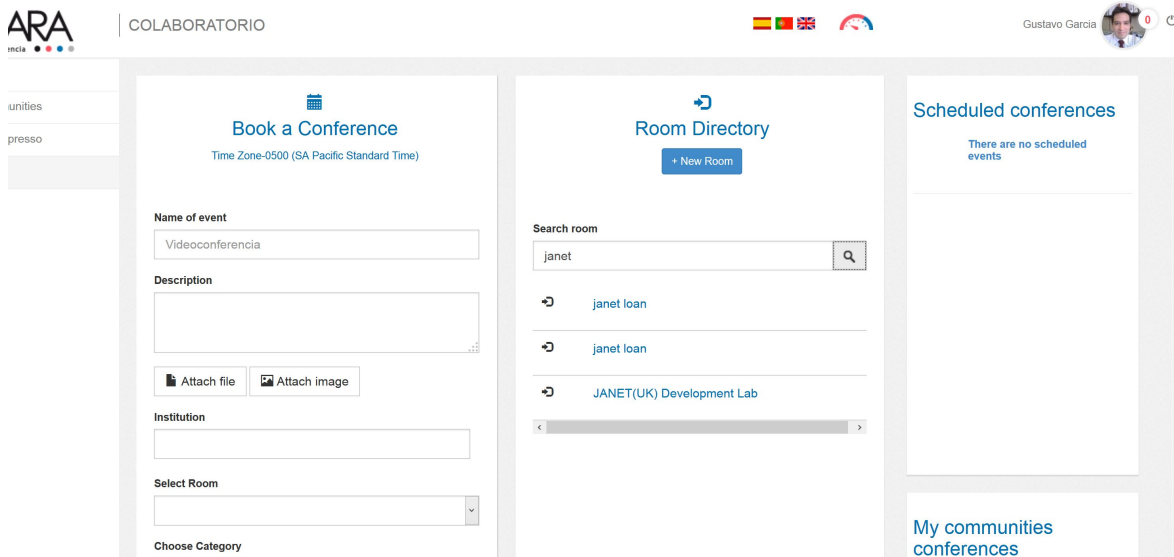 ARA
encia
COLABORATORIO
Gustavo Garcia
0
unities
presso
Book a Conference
Time Zone-0500 (SA Pacific Standard Time)
Name of event
Videoconferencia
Description
Attach file
Attach image
Institution
Select Room
Choose Category
Room Directory
+ New Room
Search room
janet
janet loan
janet loan
JANET(UK) Development Lab
Scheduled conferences
There are no scheduled
events
My communities
conferences